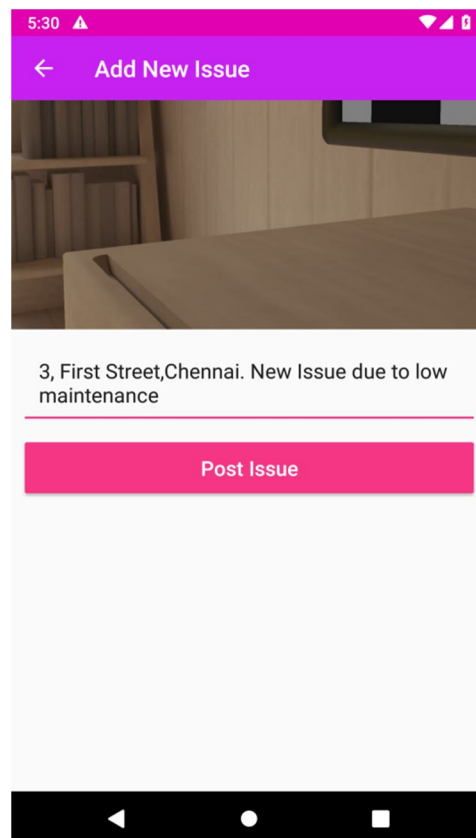 5:30
Add New Issue
3, First Street,Chennai. New Issue due to low
maintenance
Post Issue